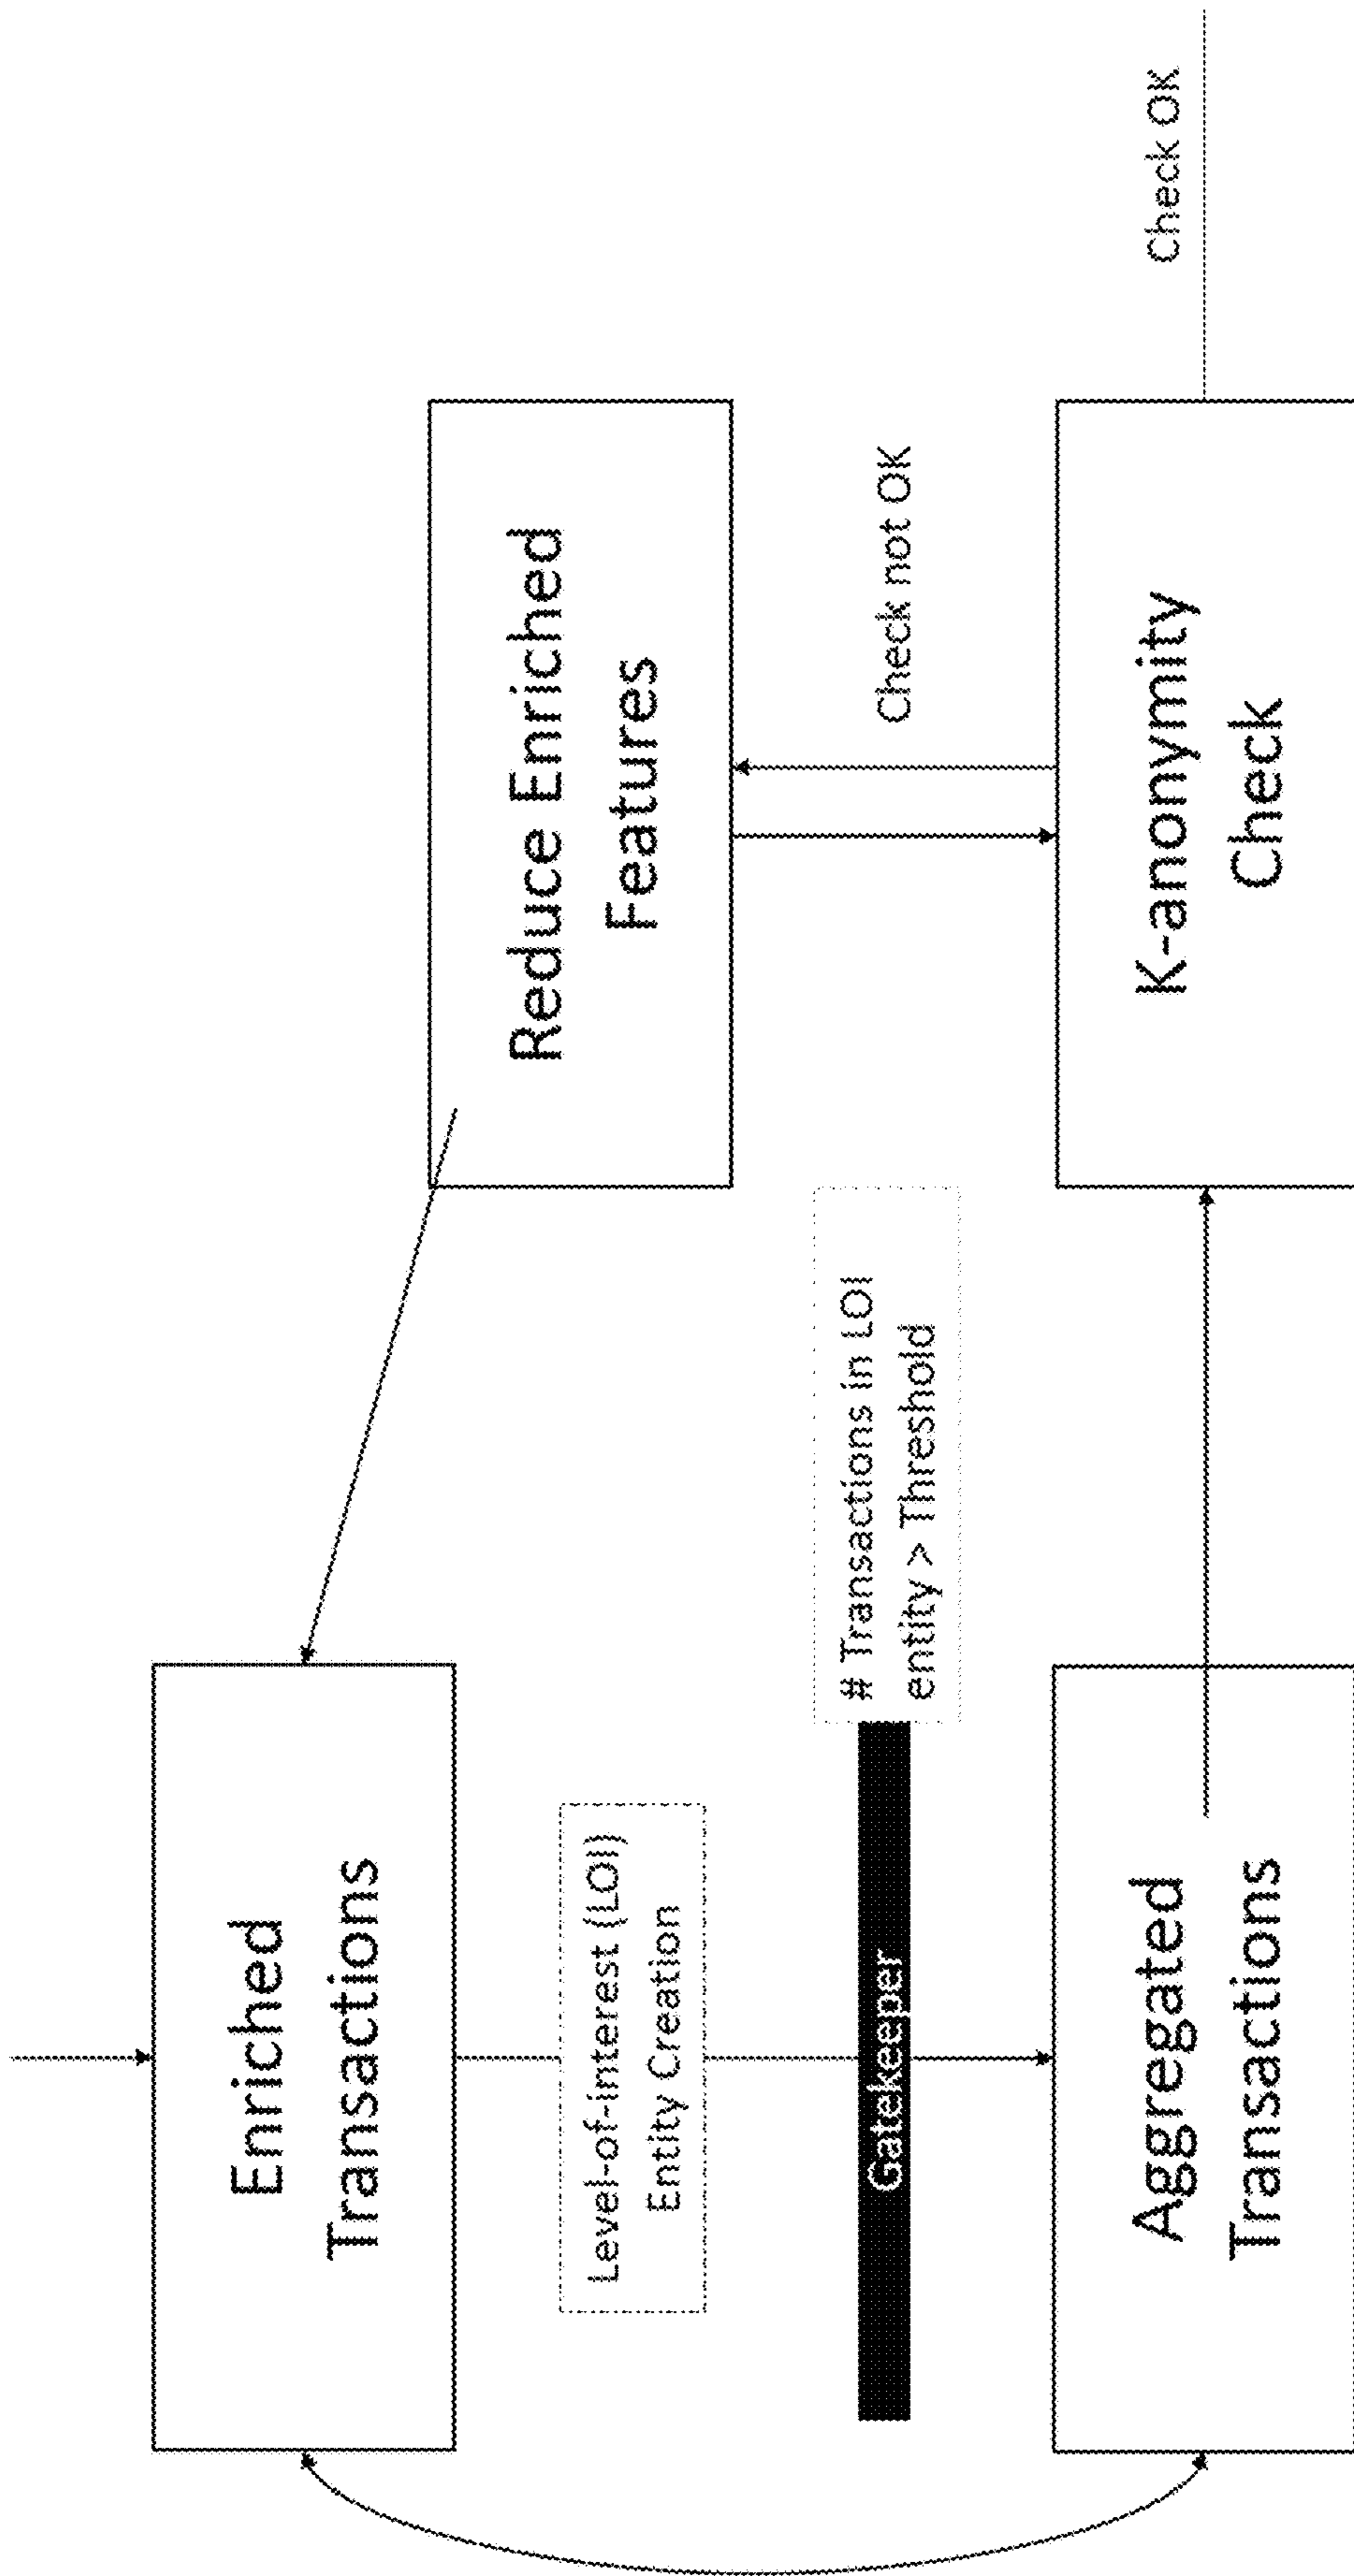 Enriched
Transactions
Level-of-interest (LOI)
Entity Creation
Gatekeeper
# Transactions in LOI
entity > Threshold
Aggregated
Transactions
Reduce Enriched
Features
Check not OK
K-anonymity
Check
Check OK